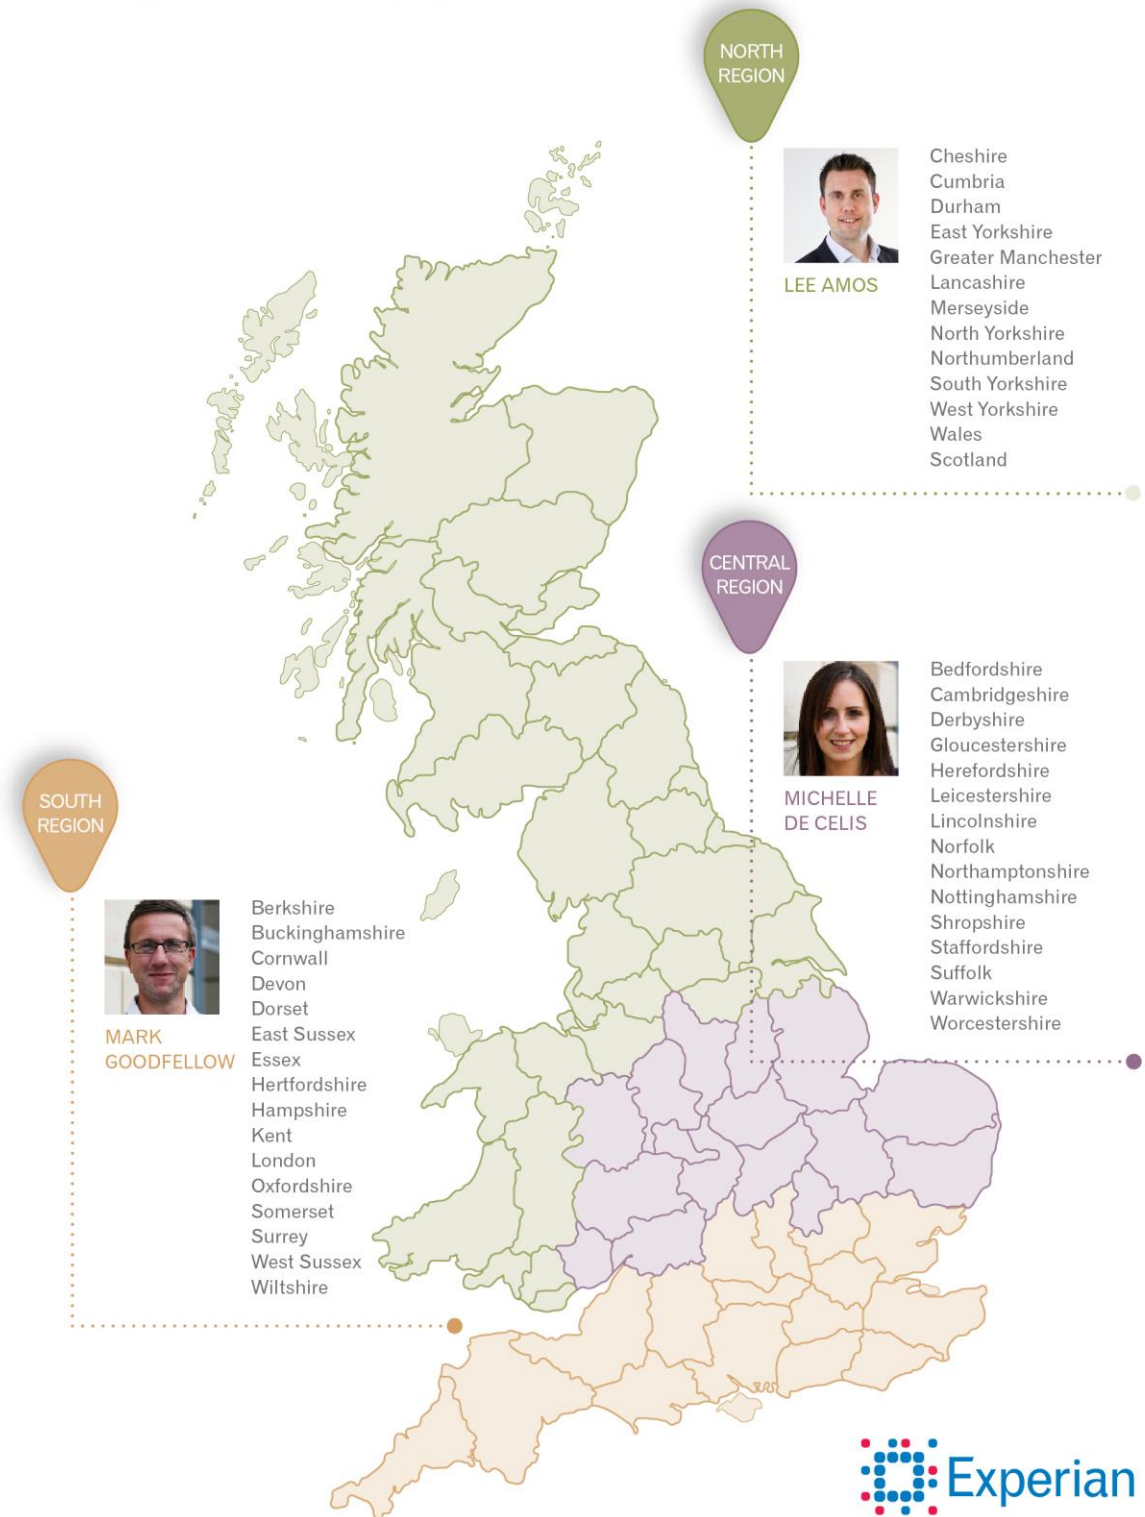 NORTH
REGION
LEE AMOS
Cheshire
Cumbria
Durham
East Yorkshire
Greater Manchester
Lancashire
Merseyside
North Yorkshire
Northumberland
South Yorkshire
West Yorkshire
Wales
Scotland
CENTRAL
REGION
MICHELLE
DE CELIS
Bedfordshire
Cambridgeshire
Derbyshire
Gloucestershire
Herefordshire
Leicestershire
Lincolnshire
Norfolk
Northamptonshire
Nottinghamshire
Shropshire
Staffordshire
Suffolk
Warwickshire
Worcestershire
SOUTH
REGION
MARK
GOODFELLOW
Berkshire
Buckinghamshire
Cornwall
Devon
Dorset
East Sussex
Essex
Hertfordshire
Hampshire
Kent
London
Oxfordshire
Somerset
Surrey
West Sussex
Wiltshire
Experian